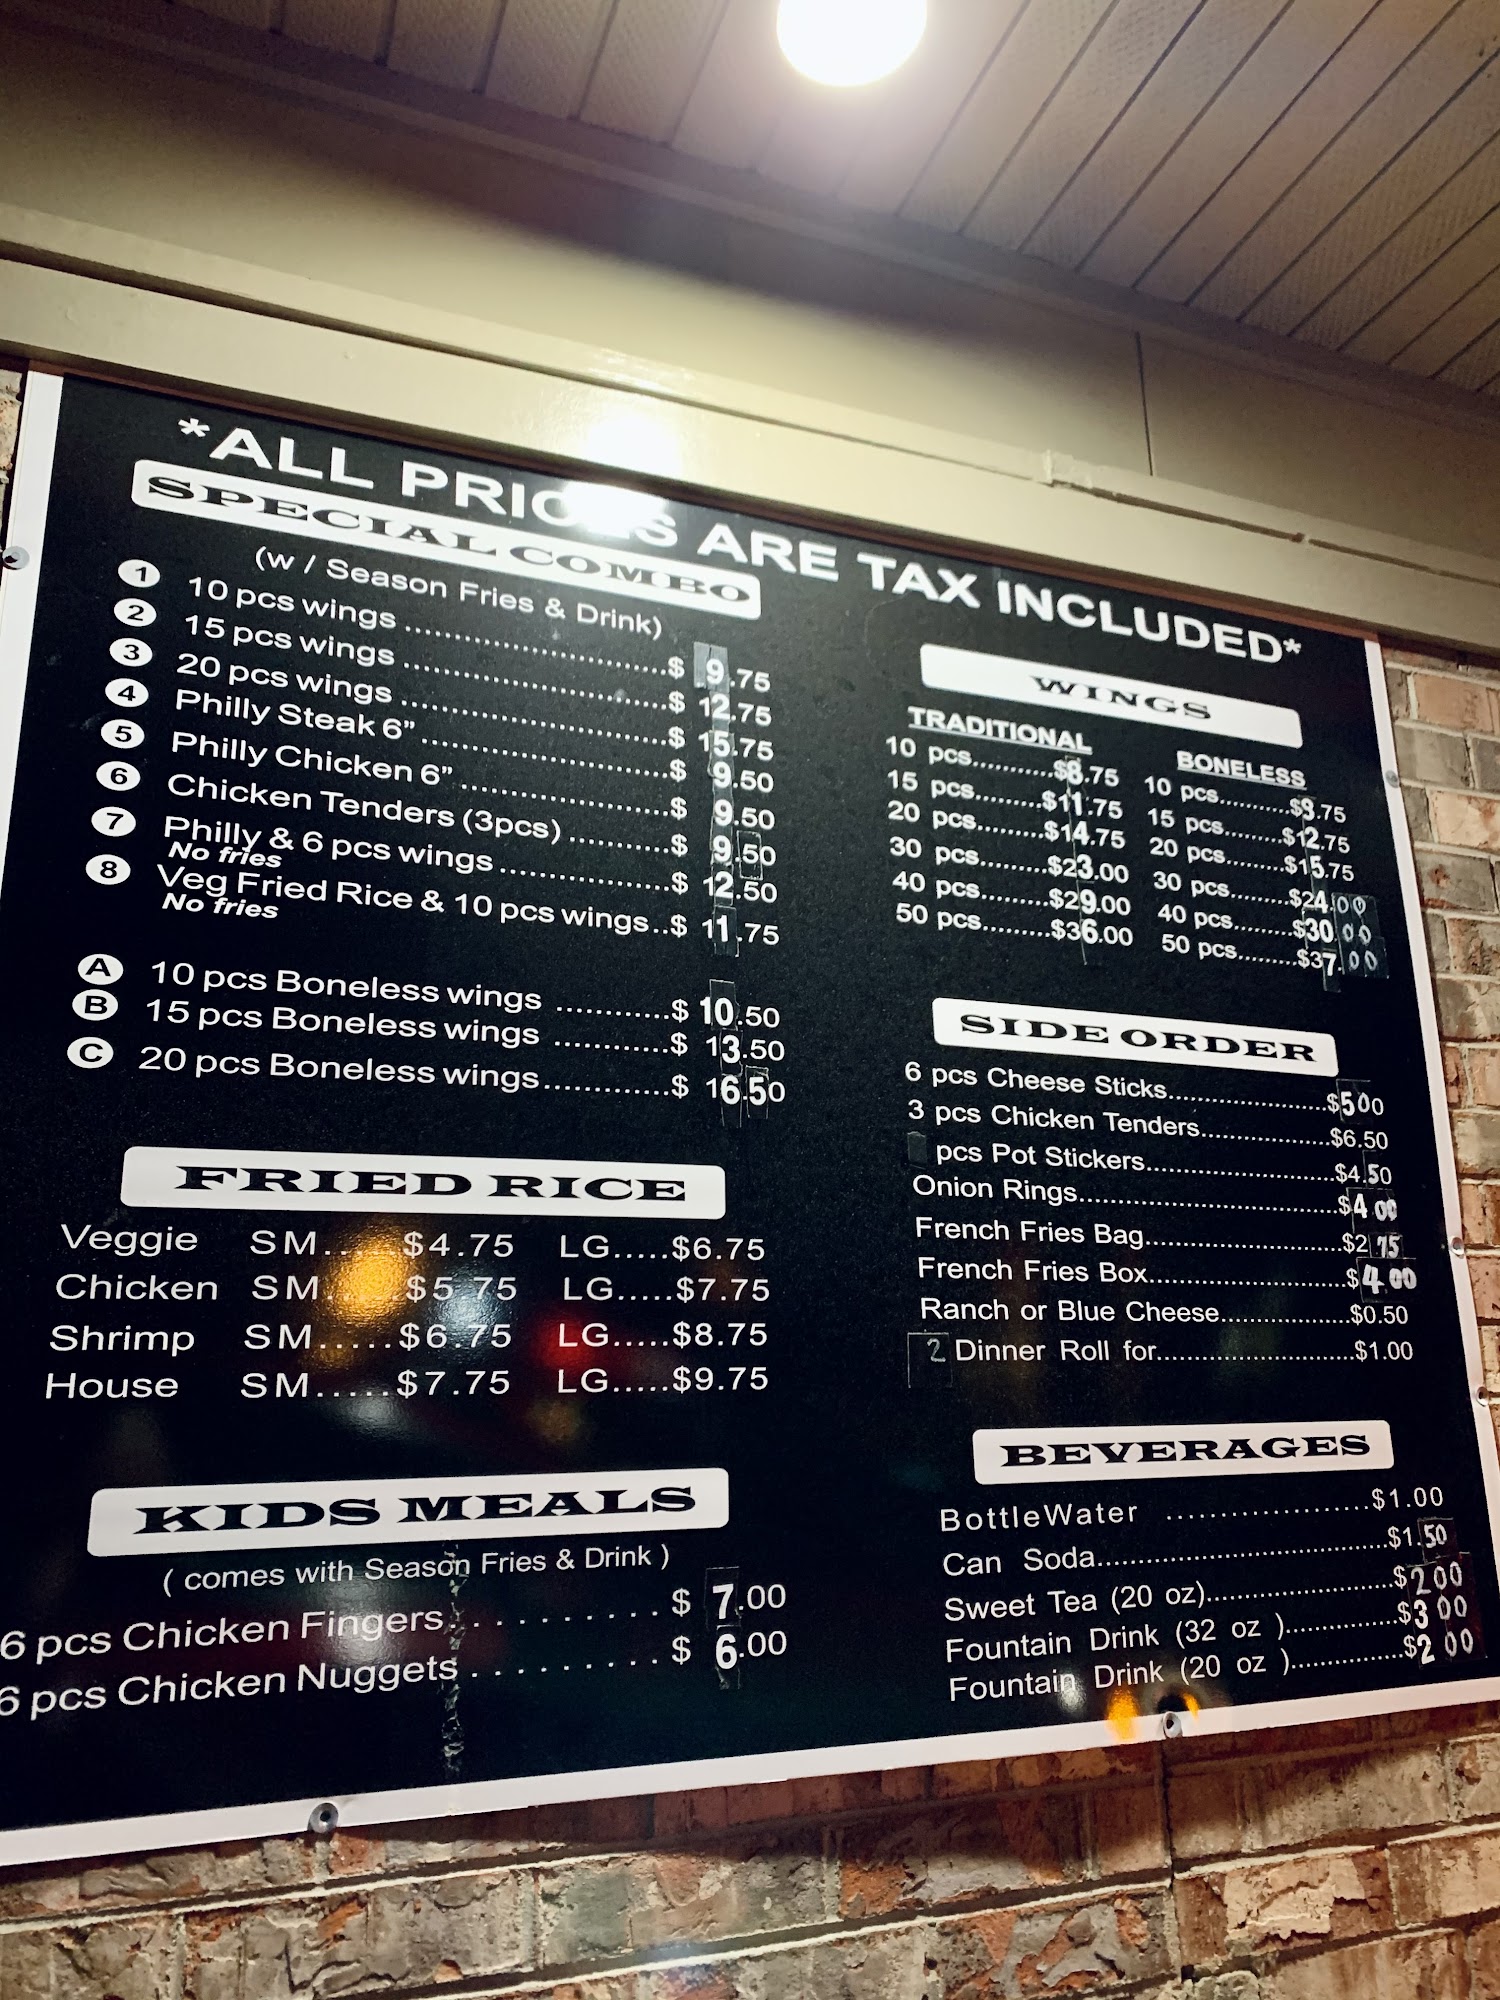 *ALL PRICES ARE TAX INCLUDED*
SPECIAL COMBO
(w / Season Fries & Drink)
1 10 pcs wings ..........................$ 9.75
2 15 pcs wings ..........................$ 12.75
3 20 pcs wings ..........................$ 15.75
4 Philly Steak 6” ........................$ 9.50
5 Philly Chicken 6” .....................$ 9.50
6 Chicken Tenders (3pcs) ..........$ 9.50
7 Philly & 6 pcs wings .................$ 12.50
No fries
8 Veg Fried Rice & 10 pcs wings..$ 11.75
No fries
A 10 pcs Boneless wings ............$ 10.50
B 15 pcs Boneless wings ............$ 13.50
C 20 pcs Boneless wings.............$ 16.50
FRIED RICE
Veggie SM.....$4.75 LG.....$6.75
Chicken SM.....$5.75 LG.....$7.75
Shrimp SM.....$6.75 LG.....$8.75
House SM.....$7.75 LG.....$9.75
KIDS MEALS
( comes with Season Fries & Drink )
6 pcs Chicken Fingers. . . . . . . . . . $ 7.00
6 pcs Chicken Nuggets . . . . . . . . . $ 6.00
WINGS
TRADITIONAL
10 pcs...........$8.75
15 pcs.........$11.75
20 pcs.........$14.75
30 pcs.........$23.00
40 pcs.........$29.00
50 pcs.........$36.00
BONELESS
10 pcs..........$9.75
15 pcs........$12.75
20 pcs........$15.75
30 pcs........$24.00
40 pcs........$30.00
50 pcs........$37.00
SIDE ORDER
6 pcs Cheese Sticks.......................$500
3 pcs Chicken Tenders...................$6.50
pcs Pot Stickers...........................$4.50
Onion Rings....................................$4 00
French Fries Bag...........................$2 75
French Fries Box...........................$4.00
Ranch or Blue Cheese...................$0.50
2 Dinner Roll for............................$1.00
BEVERAGES
BottleWater ....................$1.00
Can Soda.............................$1.50
Sweet Tea (20 oz)..................$2 00
Fountain Drink (32 oz )...........$3 00
Fountain Drink (20 oz )...........$2 00